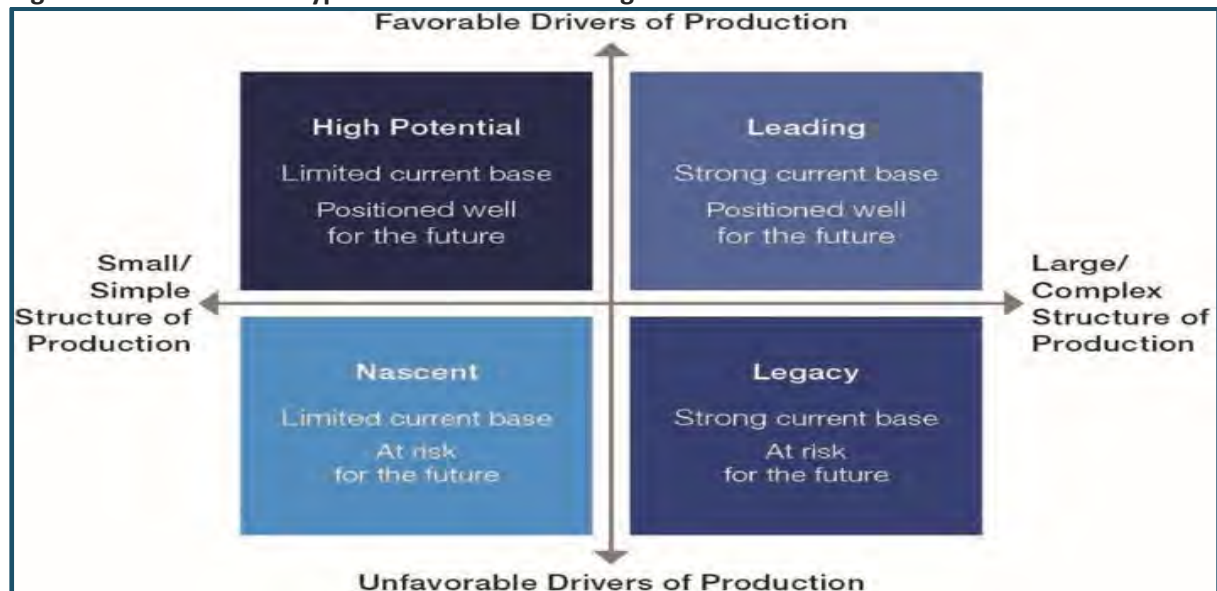 Favorable Drivers of Production
High Potential
Limited current base
Positioned well
for the future
Leading
Strong current base
Positioned well
for the future
Small/
Simple
Structure of
Production
Large/
Complex
Structure of
Production
Nascent
Limited current base
At risk
for the future
Legacy
Strong current base
At risk
for the future
Unfavorable Drivers of Production